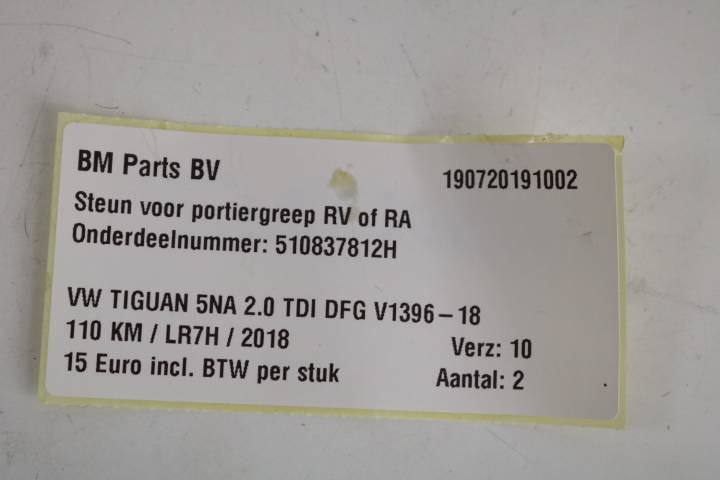 BM Parts BV 190720191002
Steun voor portiergreep RV of RA
Onderdeelnummer: 510837812H
VW TIGUAN 5NA 2.0 TDI DFG V1396-18
110 KM / LR7H / 2018 Verz: 10
15 Euro incl. BTW per stuk Aantal: 2